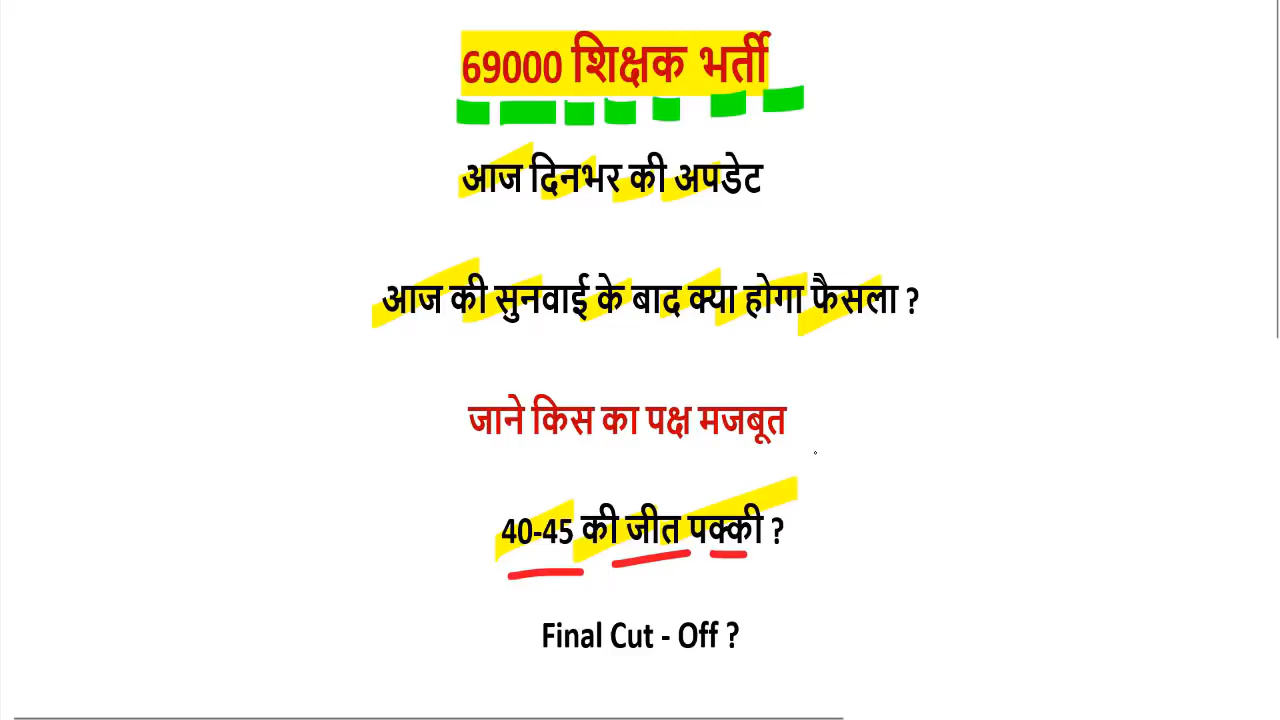 69000 शिक्षक भर्ती
आज दिनभर की अपडेट
आज की सुनवाई के बाद क्या होगा फैसला ?
जाने किस का पक्ष मजबूत
40-45 की जीत पक्की ?
Final Cut - Off ?